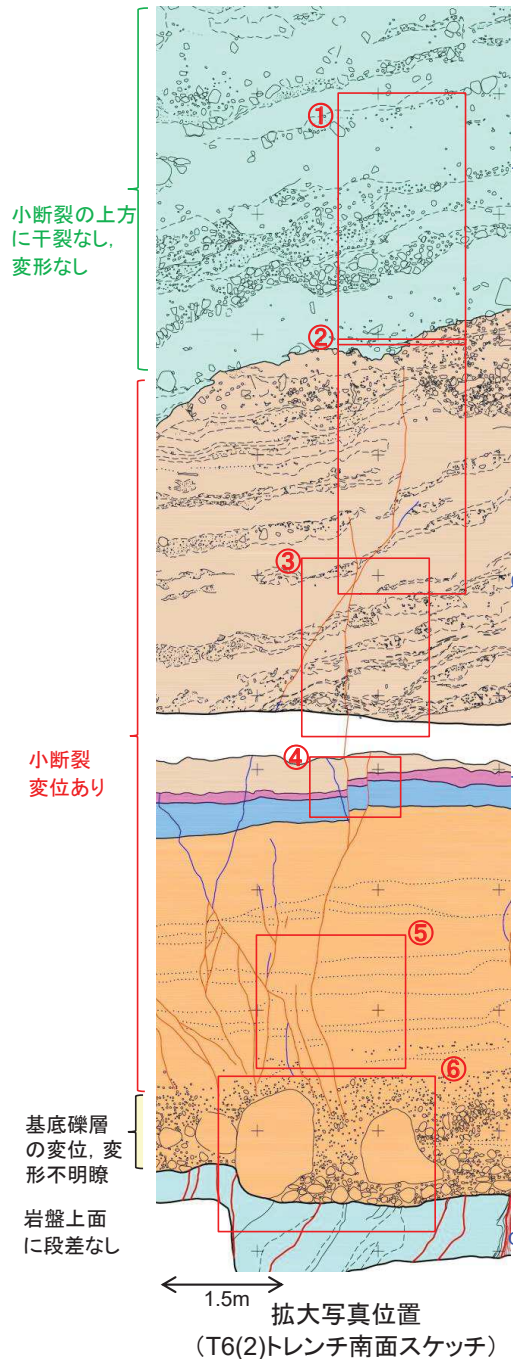 ①
小断裂の上方
に干裂なし，
変形なし
②
③
小断裂
変位あり
④
⑤
⑥
基底礫層
の変位，変
形不明瞭
岩盤上面
に段差なし
1.5m
拡大写真位置
（T6(2)トレンチ南面スケッチ）